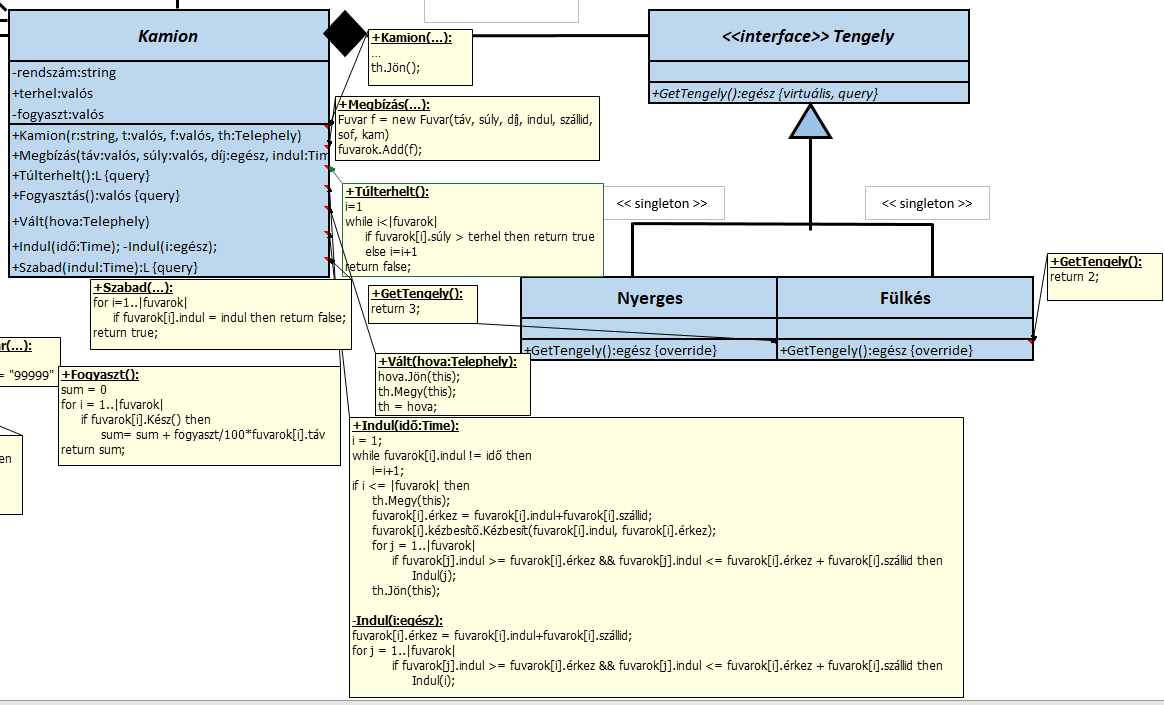 Kamion
-rendszám:string
+terhel:valós
-fogyaszt:valós
+Kamion(r:string, t:valós, f:valós, th:Telephely)
+Megbízás(táv:valós, súly:valós, díj:egész, indul:Tim
+Túlterhelt():L {query}
+Fogyasztás():valós {query}
+Vált(hova:Telephely)
+Indul(idő:Time); -Indul(i:egész);
+Szabad(indul:Time):L {query}
+Kamion(...):
...
th.Jön();
+Megbízás(...):
Fuvar f = new Fuvar(táv, súly, díj, indul, szállid,
sof, kam)
fuvarok.Add(f);
+Túlterhelt():
i=1
while i<|fuvarok|
if fuvarok[i].súly > terhel then return true
else i=i+1
return false;
<<interface>> Tengely
+GetTengely():egész {virtuális, query}
<< singleton >>
<< singleton >>
Nyerges
+GetTengely():egész {override}
Fülkés
+GetTengely():egész {override}
+GetTengely():
return 2;
+GetTengely():
return 3;
+Szabad(...):
for i=1..|fuvarok|
if fuvarok[i].indul = indul then return false;
return true;
r(...):
= "99999"
en
+Fogyaszt():
sum = 0
for i = 1..|fuvarok|
if fuvarok[i].Kész() then
sum= sum + fogyaszt/100*fuvarok[i].táv
return sum;
+Vált(hova:Telephely):
hova.Jön(this);
th.Megy(this);
th = hova;
+Indul(idő:Time):
i = 1;
while fuvarok[i].indul != idő then
i=i+1;
if i <= |fuvarok| then
th.Megy(this);
fuvarok[i].érkez = fuvarok[i].indul+fuvarok[i].szállid;
fuvarok[i].kézbesítő.Kézbesít(fuvarok[i].indul, fuvarok[i].érkez);
for j = 1..|fuvarok|
if fuvarok[j].indul >= fuvarok[i].érkez && fuvarok[j].indul <= fuvarok[i].érkez + fuvarok[i].szállid then
Indul(j);
th.Jön(this);
-Indul(i:egész):
fuvarok[i].érkez = fuvarok[i].indul+fuvarok[i].szállid;
for j = 1..|fuvarok|
if fuvarok[j].indul >= fuvarok[i].érkez && fuvarok[j].indul <= fuvarok[i].érkez + fuvarok[i].szállid then
Indul(i);